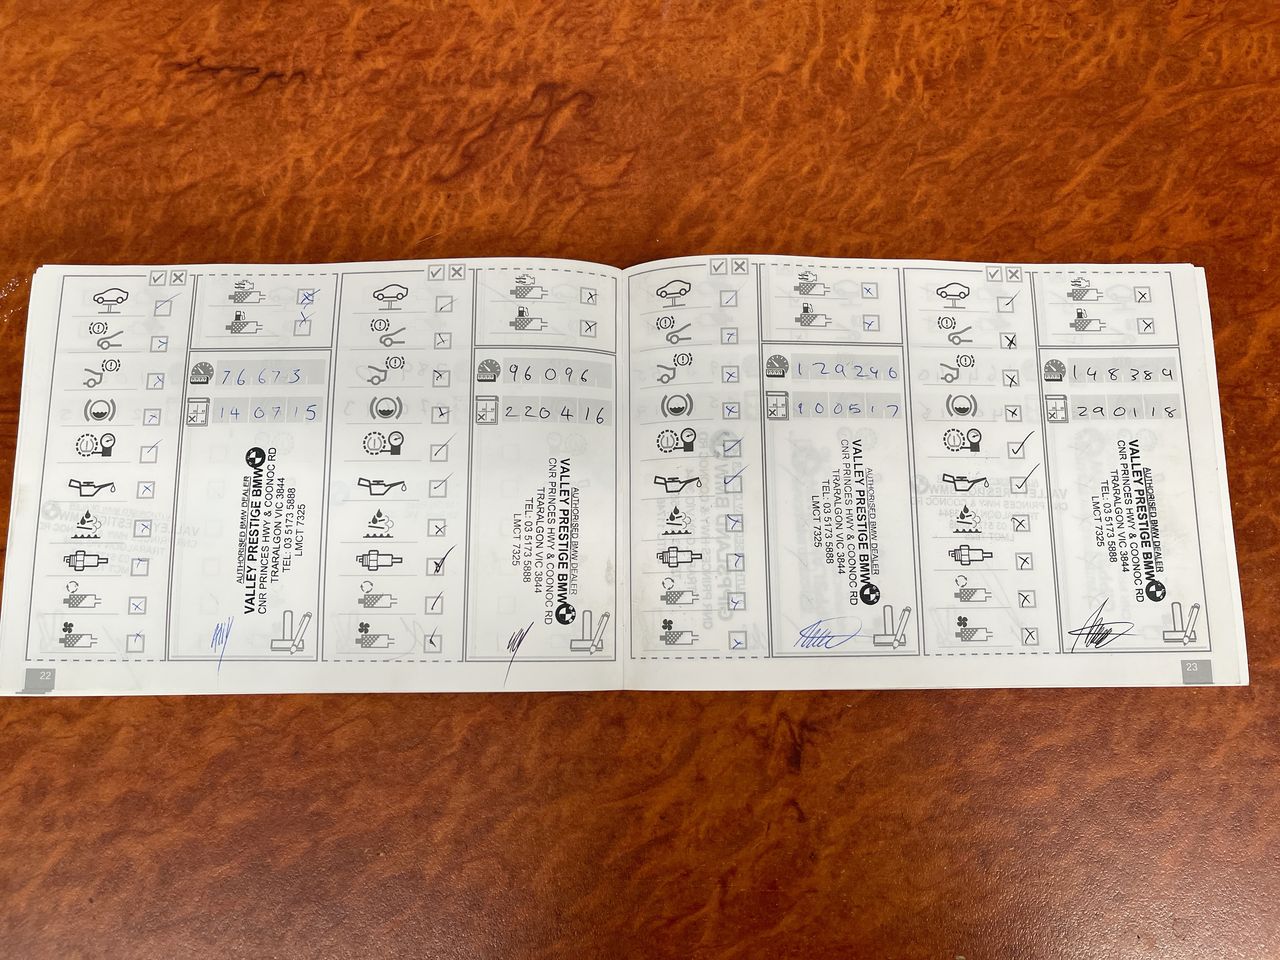 76673
140715
AUTHORISED BMW DEALER
VALLEY PRESTIGE BMW
CNR PRINCES HWY & COONOC RD
TRARALGON VIC 3844
TEL: 03 5173 5888
LMCT 7325
22
96096
220416
AUTHORISED BMW DEALER
VALLEY PRESTIGE BMW
CNR PRINCES HWY & COONOC RD
TRARALGON VIC 3844
TEL: 03 5173 5888
LMCT 7325
129246
100517
AUTHORISED BMW DEALER
VALLEY PRESTIGE BMW
CNR PRINCES HWY & COONOC RD
TRARALGON VIC 3844
TEL: 03 5173 5888
LMCT 7325
148389
290118
AUTHORISED BMW DEALER
VALLEY PRESTIGE BMW
CNR PRINCES HWY & COONOC RD
TRARALGON VIC 3844
TEL: 03 5173 5888
LMCT 7325
23